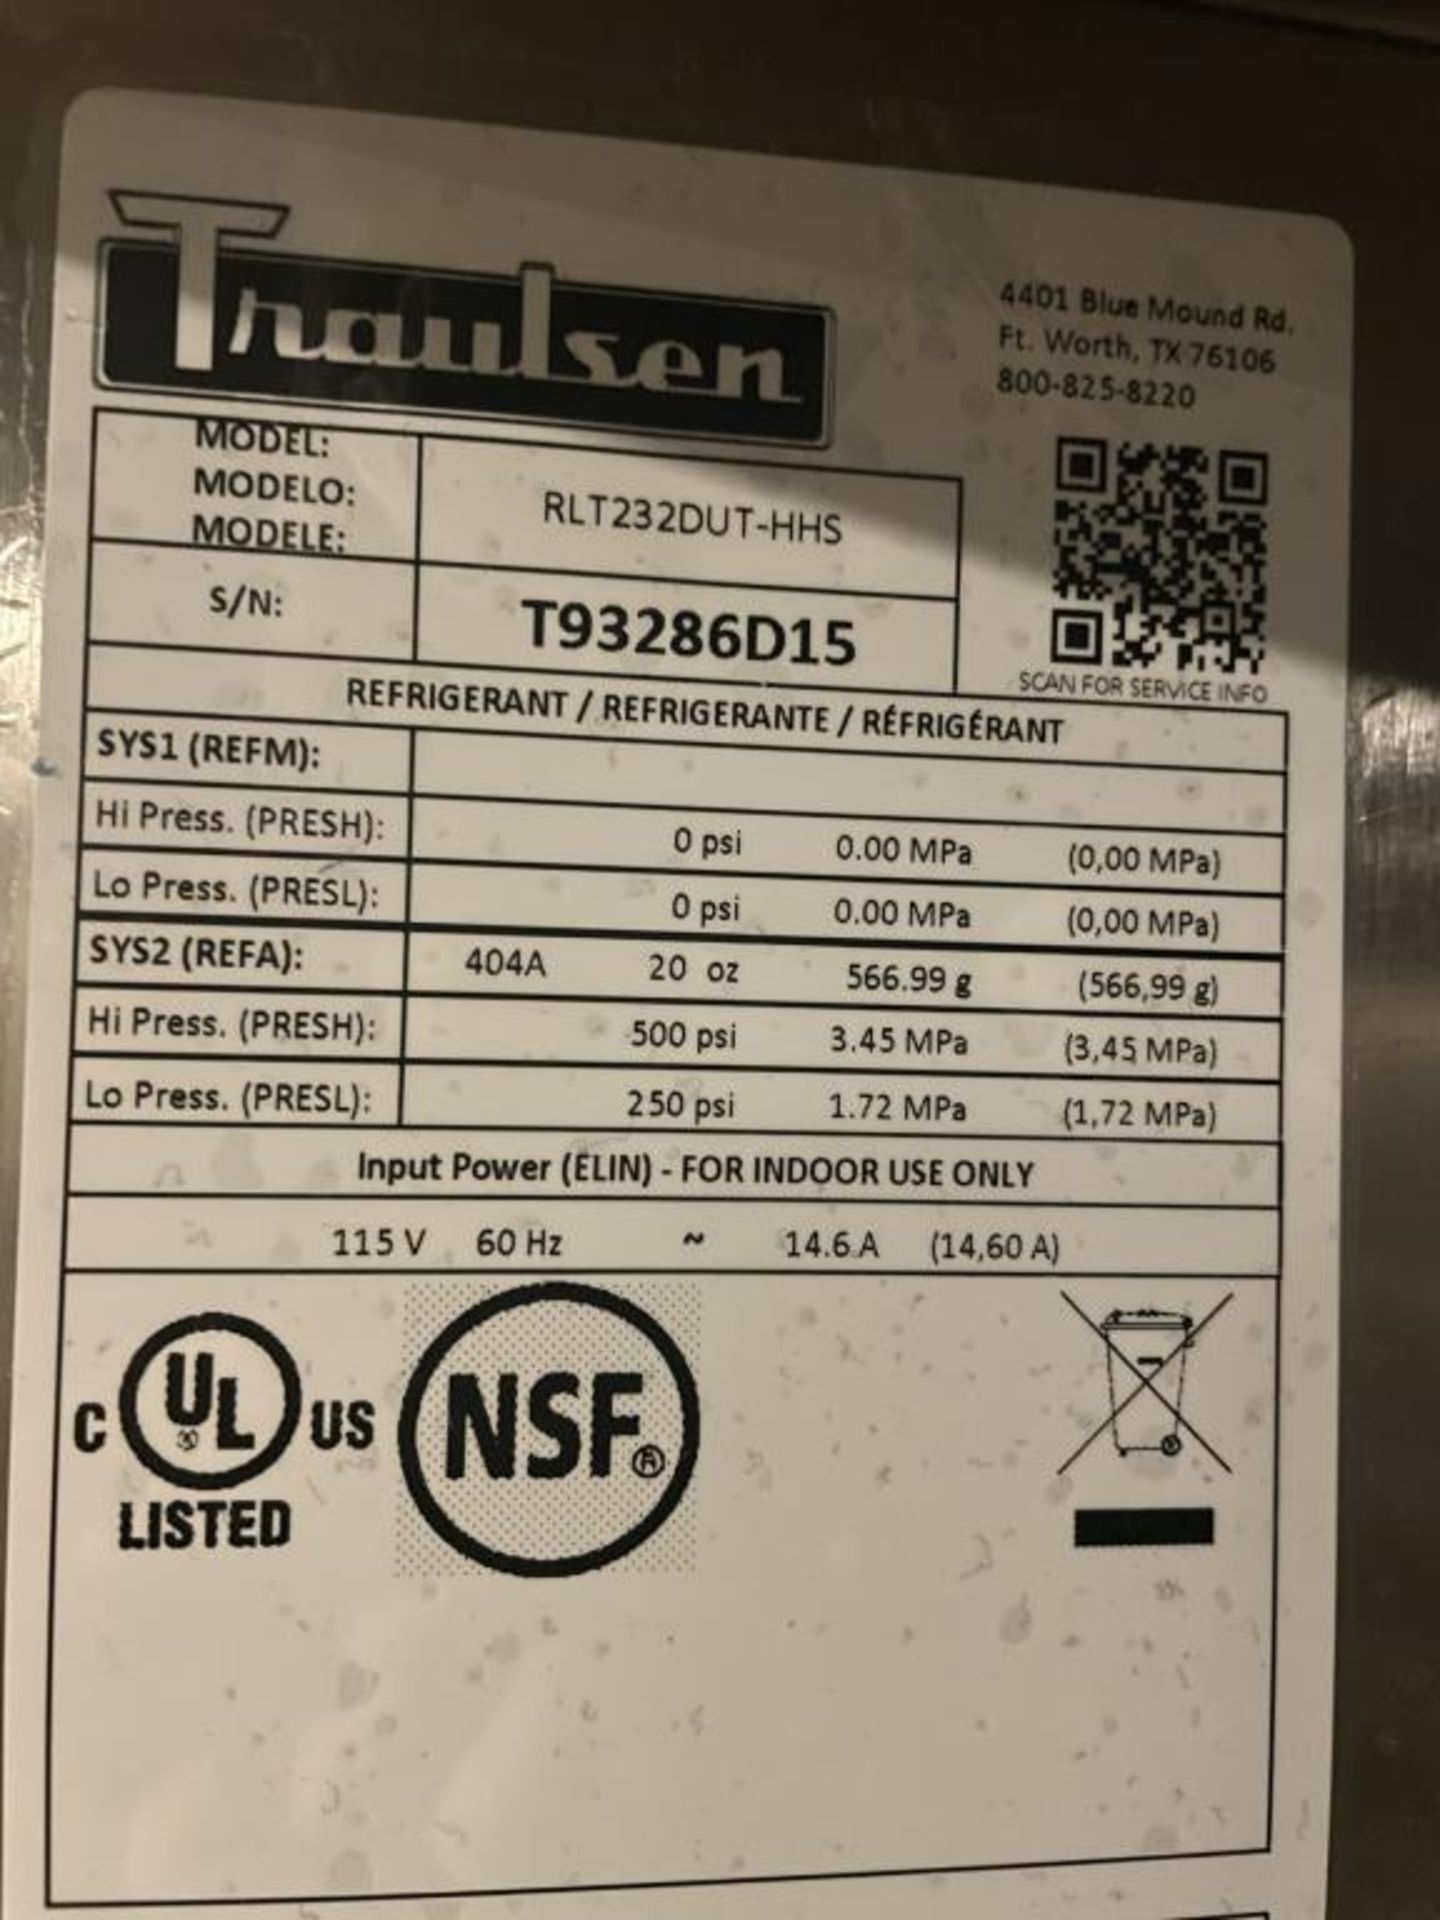 Traulsen
4401 Blue Mound Rd.
Ft. Worth, TX 76106
800-825-8220
MODEL:
MODELO:
MODELE:
RLT232DUT-HHS
S/N:
T93286D15
SCAN FOR SERVICE INFO
REFRIGERANT / REFRIGERANTE / RÉFRIGÉRANT
SYS1 (REFM):
Hi Press. (PRESH): 0 psi 0.00 MPa (0,00 MPa)
Lo Press. (PRESL): 0 psi 0.00 MPa (0,00 MPa)
SYS2 (REFA): 404A 20 oz 566.99 g (566,99 g)
Hi Press. (PRESH): 500 psi 3.45 MPa (3,45 MPa)
Lo Press. (PRESL): 250 psi 1.72 MPa (1,72 MPa)
Input Power (ELIN) - FOR INDOOR USE ONLY
115 V 60 Hz ~ 14.6 A (14,60 A)
C UL US
LISTED
NSF®